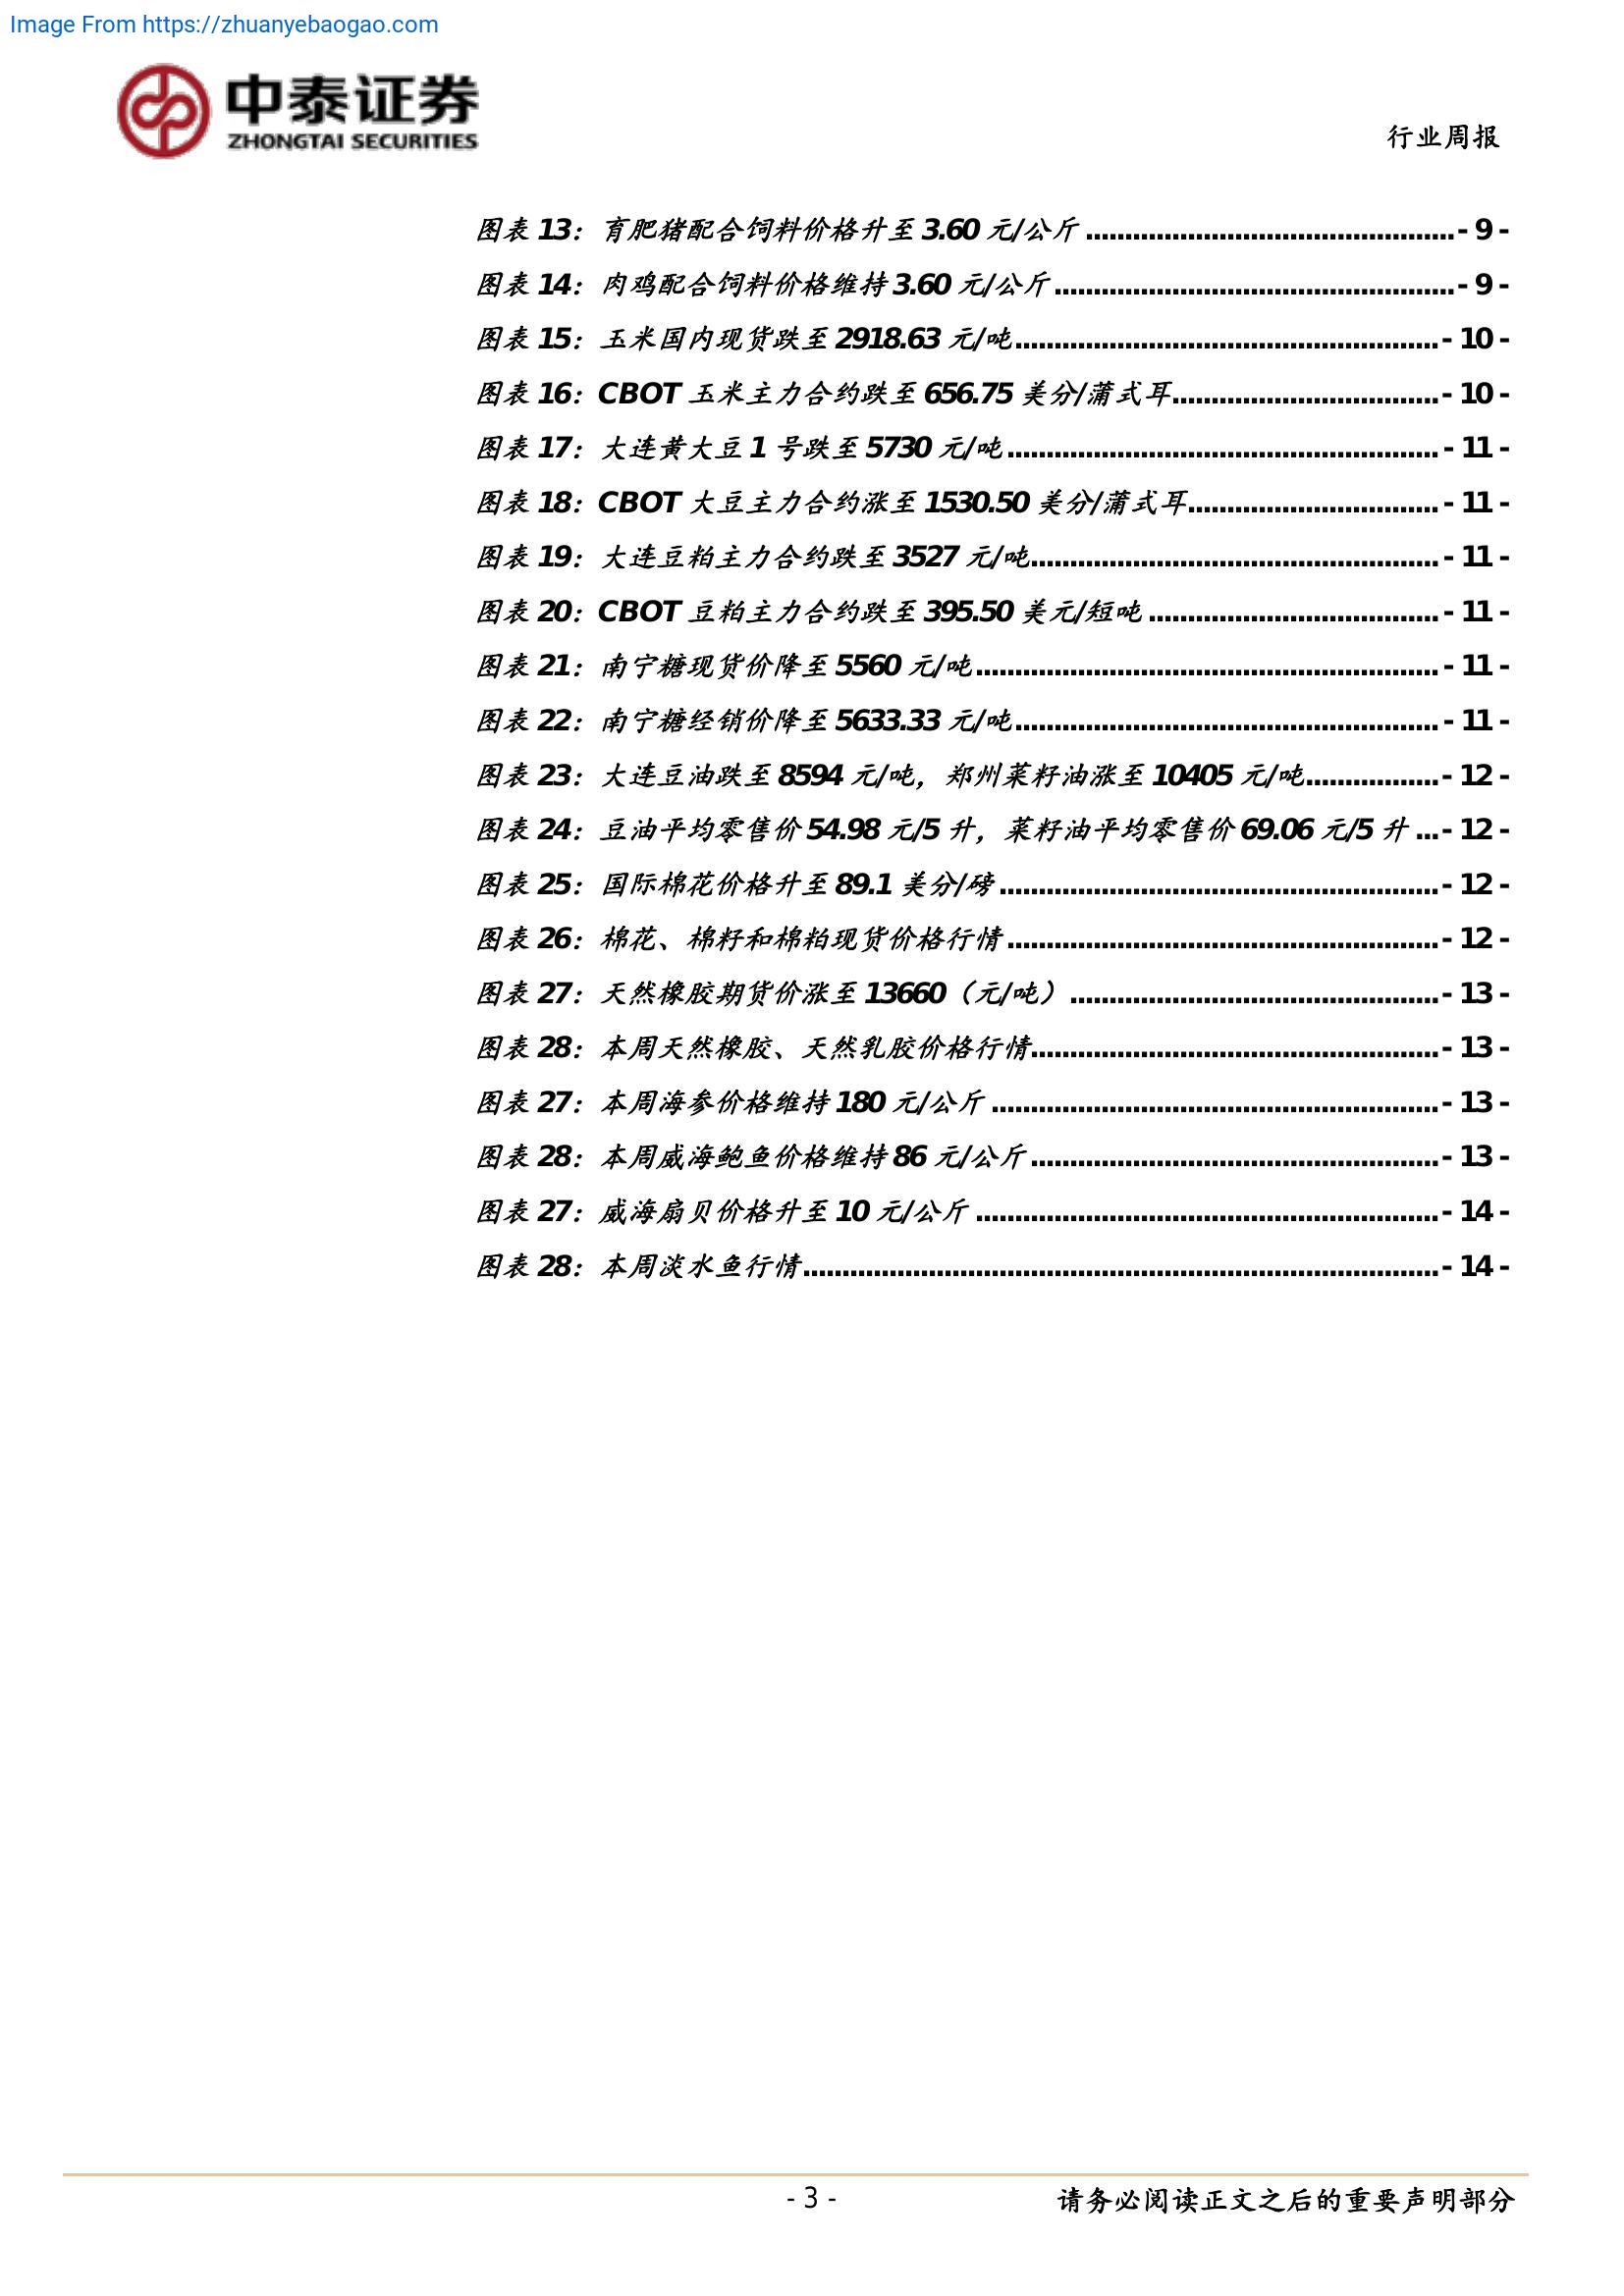 Image From https://zhuanyebaogao.com
中泰证券
ZHONGTAI SECURITIES
行业周报
图表 13：育肥猪配合饲料价格升至 3.60 元/公斤 ............................................... - 9 -
图表 14：肉鸡配合饲料价格维持 3.60 元/公斤 ................................................... - 9 -
图表 15：玉米国内现货跌至 2918.63 元/吨 ...................................................... - 10 -
图表 16：CBOT 玉米主力合约跌至 656.75 美分/蒲式耳 .................................. - 10 -
图表 17：大连黄大豆 1 号跌至 5730 元/吨 ....................................................... - 11 -
图表 18：CBOT 大豆主力合约涨至 1530.50 美分/蒲式耳 ................................ - 11 -
图表 19：大连豆粕主力合约跌至 3527 元/吨 .................................................... - 11 -
图表 20：CBOT 豆粕主力合约跌至 395.50 美元/短吨 ..................................... - 11 -
图表 21：南宁糖现货价降至 5560 元/吨 ........................................................... - 11 -
图表 22：南宁糖经销价降至 5633.33 元/吨 ...................................................... - 11 -
图表 23：大连豆油跌至 8594 元/吨，郑州菜籽油涨至 10405 元/吨 ................. - 12 -
图表 24：豆油平均零售价 54.98 元/5 升，菜籽油平均零售价 69.06 元/5 升 ... - 12 -
图表 25：国际棉花价格升至 89.1 美分/磅 ........................................................ - 12 -
图表 26：棉花、棉籽和棉粕现货价格行情 ....................................................... - 12 -
图表 27：天然橡胶期货价涨至 13660（元/吨） ............................................... - 13 -
图表 28：本周天然橡胶、天然乳胶价格行情 .................................................... - 13 -
图表 27：本周海参价格维持 180 元/公斤 ......................................................... - 13 -
图表 28：本周威海鲍鱼价格维持 86 元/公斤 .................................................... - 13 -
图表 27：威海扇贝价格升至 10 元/公斤 ........................................................... - 14 -
图表 28：本周淡水鱼行情 ................................................................................. - 14 -
- 3 -
请务必阅读正文之后的重要声明部分